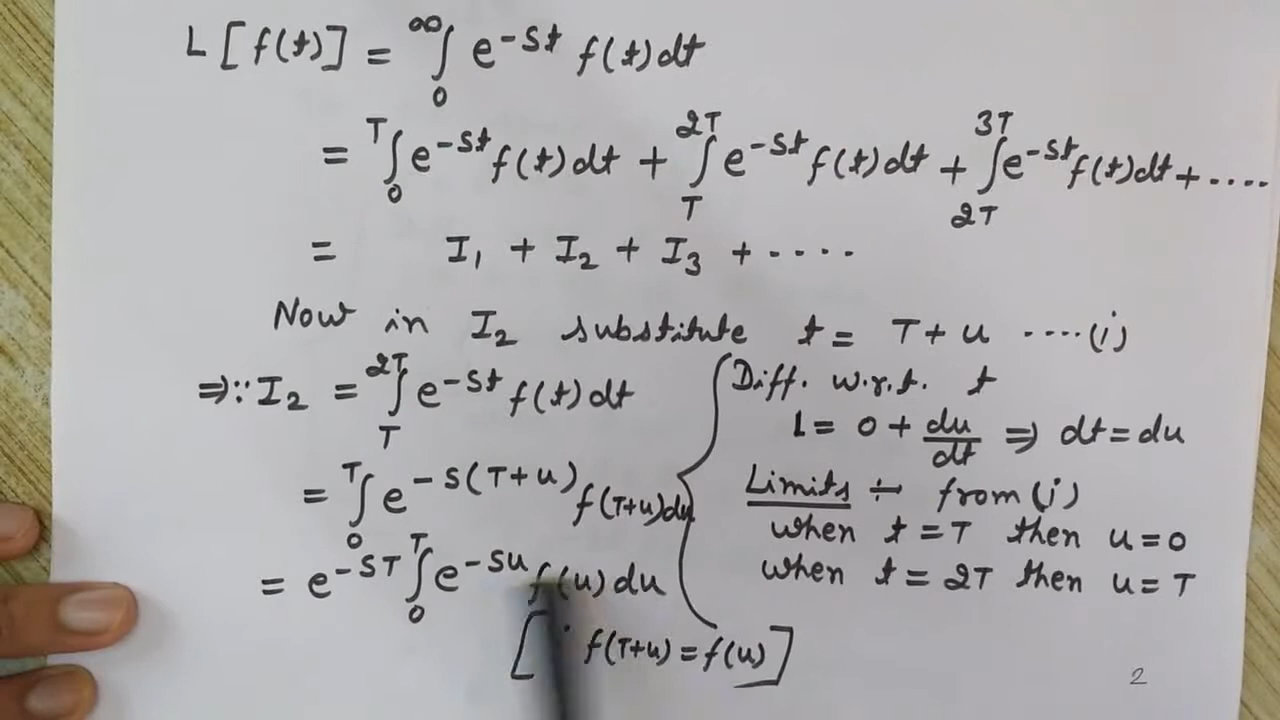 L[f(t)] = ∞∫0 e^-st f(t)dt
= T∫0 e^-st f(t)dt + 2T∫T e^-st f(t)dt + 3T∫2T e^-st f(t)dt + ....
= I1 + I2 + I3 + ....
Now in I2 substitute t = T+u ....(i)
⇒∵ I2 = 2T∫T e^-st f(t)dt
= T∫0 e^-s(T+u) f(T+u)du
= e^-sT T∫0 e^-su f(u)du
[ f(T+u) = f(u)]
Diff. w.r.t. t
1 = 0 + du/dt ⇒ dt = du
Limits ÷ from (i)
when t = T then u = 0
when t = 2T then u = T
2